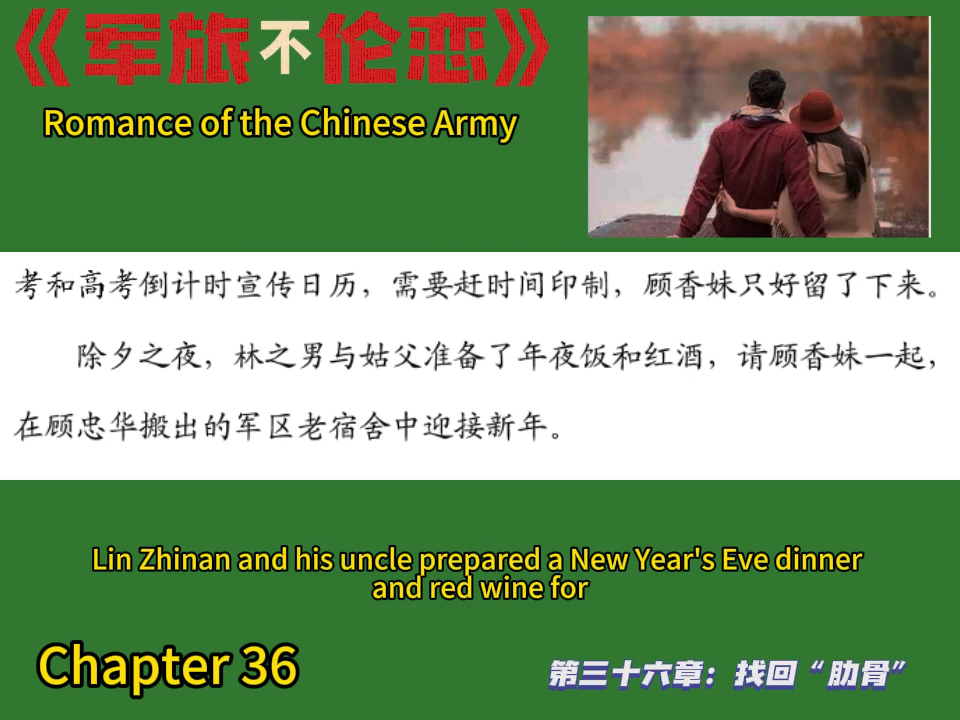 《军旅不伦恋》
Romance of the Chinese Army
考和高考倒计时宣传日历，需要赶时间印制，顾香妹只好留了下来。
除夕之夜，林之男与姑父准备了年夜饭和红酒，请顾香妹一起，
在顾忠华搬出的军区老宿舍中迎接新年。
Lin Zhinan and his uncle prepared a New Year's Eve dinner
and red wine for
Chapter 36
第三十六章：找回“肋骨”